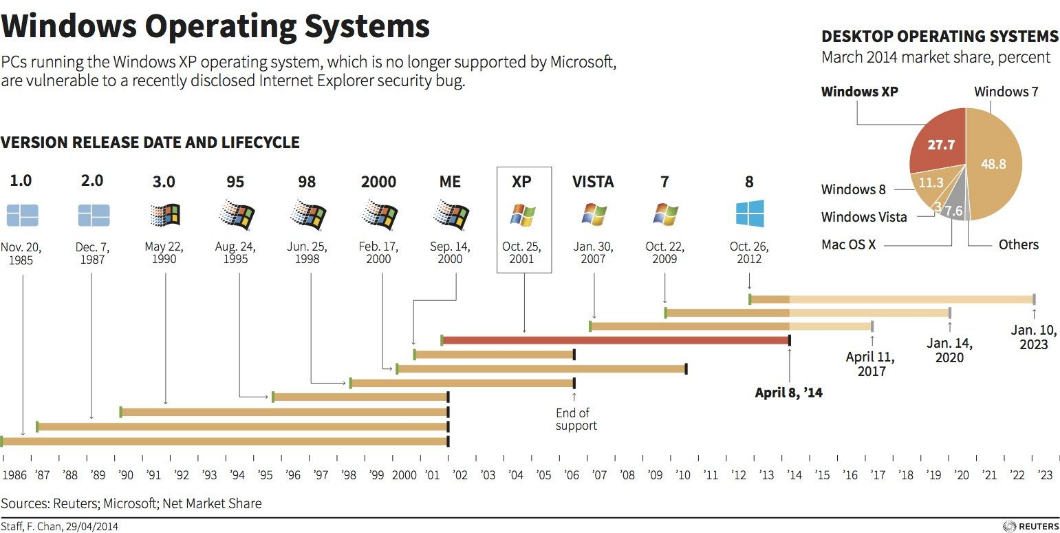 Windows Operating Systems
PCs running the Windows XP operating system, which is no longer supported by Microsoft,
are vulnerable to a recently disclosed Internet Explorer security bug.
DESKTOP OPERATING SYSTEMS
March 2014 market share, percent
Windows XP
Windows 7
27.7
48.8
11.3
3
7.6
Windows 8
Windows Vista
Mac OS X
Others
VERSION RELEASE DATE AND LIFECYCLE
1.0 2.0 3.0 95 98 2000 ME XP VISTA 7 8
Nov. 20, Dec. 7, May 22, Aug. 24, Jun. 25, Feb. 17, Sep. 14, Oct. 25, Jan. 30, Oct. 22, Oct. 26,
1985 1987 1990 1995 1998 2000 2000 2001 2007 2009 2012
Jan. 10,
2023
Jan. 14,
2020
April 11,
2017
April 8, ’14
End of
support
1986 ’87 ’88 ’89 ’90 ’91 ’92 ’93 ’94 ’95 ’96 ’97 ’98 ’99 2000 ’01 ’02 ’03 ’04 ’05 ’06 ’07 ’08 ’09 ’10 ’11 ’12 ’13 ’14 ’15 ’16 ’17 ’18 ’19 ’20 ’21 ’22 ’23
Sources: Reuters; Microsoft; Net Market Share
Staff, F. Chan, 29/04/2014
REUTERS